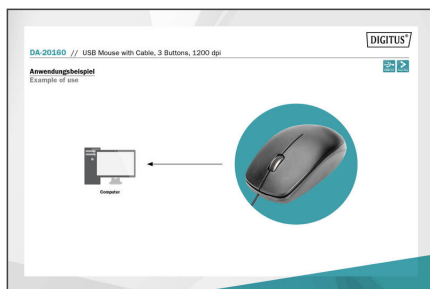 DIGITUS®
DA-20160 // USB Mouse with Cable, 3 Buttons, 1200 dpi
Anwendungsbeispiel
Example of use
Computer